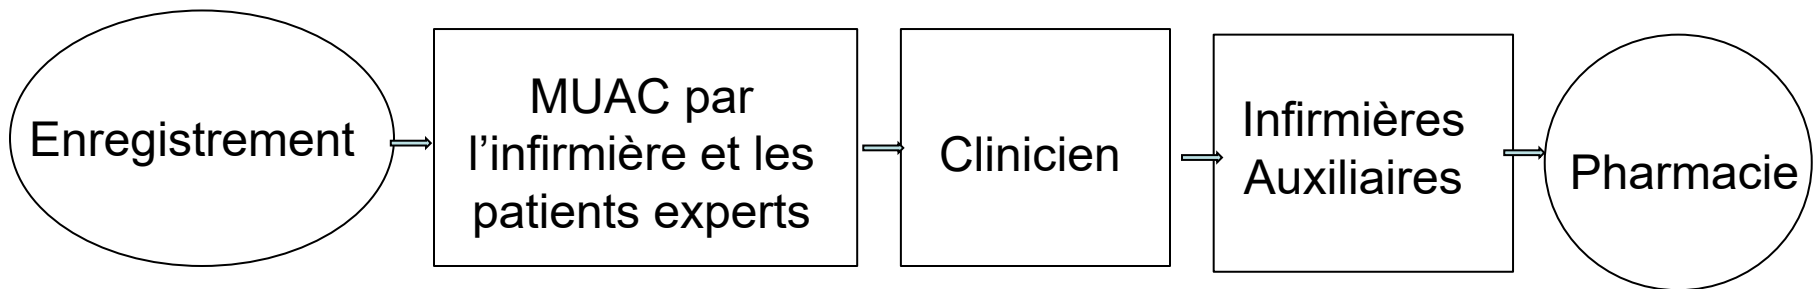 Enregistrement
MUAC par
l’infirmière et les
patients experts
Clinicien
Infirmières
Auxiliaires
Pharmacie